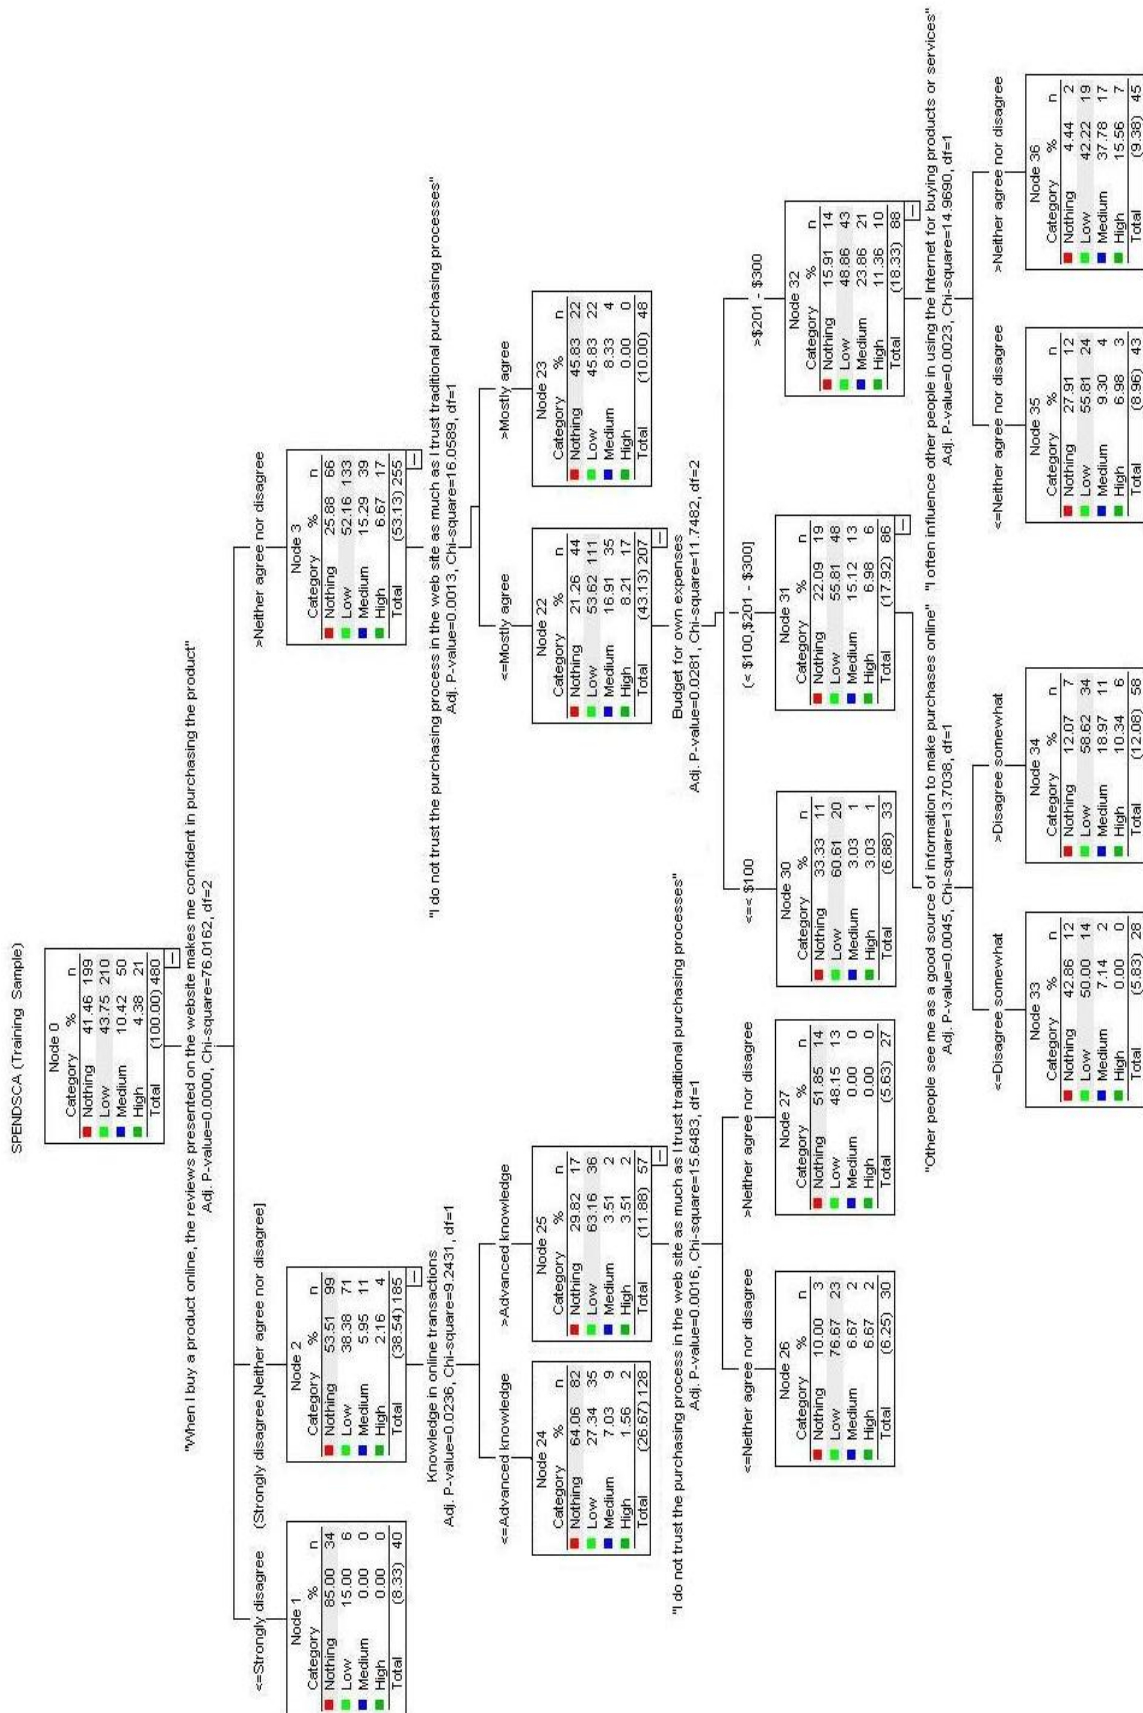 SPENDSCA (Training Sample)
Node 0
Category % n
Nothing 41.46 199
Low 43.75 210
Medium 10.42 50
High 4.38 21
Total (100.00) 480
"When I buy a product online, the reviews presented on the website makes me confident in purchasing the product"
Adj. P-value=0.0000, Chi-square=76.0162, df=2
<=Strongly disagree
(Strongly disagree,Neither agree nor disagree]
>Neither agree nor disagree
Node 1
Category % n
Nothing 85.00 34
Low 15.00 6
Medium 0.00 0
High 0.00 0
Total (8.33) 40
Node 2
Category % n
Nothing 53.51 99
Low 38.38 71
Medium 5.95 11
High 2.16 4
Total (38.54) 185
Node 3
Category % n
Nothing 25.88 66
Low 52.16 133
Medium 15.29 39
High 6.67 17
Total (53.13) 255
Knowledge in online transactions
Adj. P-value=0.0236, Chi-square=9.2431, df=1
"I do not trust the purchasing process in the web site as much as I trust traditional purchasing processes"
Adj. P-value=0.0013, Chi-square=16.0589, df=1
<=Advanced knowledge
>Advanced knowledge
<=Mostly agree
>Mostly agree
Node 24
Category % n
Nothing 64.06 82
Low 27.34 35
Medium 7.03 9
High 1.56 2
Total (26.67) 128
Node 25
Category % n
Nothing 29.82 17
Low 63.16 36
Medium 3.51 2
High 3.51 2
Total (11.88) 57
Node 22
Category % n
Nothing 21.26 44
Low 53.62 111
Medium 16.91 35
High 8.21 17
Total (43.13) 207
Node 23
Category % n
Nothing 45.83 22
Low 45.83 22
Medium 8.33 4
High 0.00 0
Total (10.00) 48
"I do not trust the purchasing process in the web site as much as I trust traditional purchasing processes"
Adj. P-value=0.0016, Chi-square=15.6483, df=1
Budget for own expenses
Adj. P-value=0.0281, Chi-square=11.7482, df=2
<=Neither agree nor disagree
>Neither agree nor disagree
<=< $100
(< $100,$201 - $300]
>$201 - $300
Node 26
Category % n
Nothing 10.00 3
Low 76.67 23
Medium 6.67 2
High 6.67 2
Total (6.25) 30
Node 27
Category % n
Nothing 51.85 14
Low 48.15 13
Medium 0.00 0
High 0.00 0
Total (5.63) 27
Node 30
Category % n
Nothing 33.33 11
Low 60.61 20
Medium 3.03 1
High 3.03 1
Total (6.88) 33
Node 31
Category % n
Nothing 22.09 19
Low 55.81 48
Medium 15.12 13
High 6.98 6
Total (17.92) 86
Node 32
Category % n
Nothing 15.91 14
Low 48.86 43
Medium 23.86 21
High 11.36 10
Total (18.33) 88
"Other people see me as a good source of information to make purchases online"
Adj. P-value=0.0045, Chi-square=13.7038, df=1
"I often influence other people in using the Internet for buying products or services"
Adj. P-value=0.0023, Chi-square=14.9690, df=1
<=Disagree somewhat
>Disagree somewhat
<=Neither agree nor disagree
>Neither agree nor disagree
Node 33
Category % n
Nothing 42.86 12
Low 50.00 14
Medium 7.14 2
High 0.00 0
Total (5.83) 28
Node 34
Category % n
Nothing 12.07 7
Low 58.62 34
Medium 18.97 11
High 10.34 6
Total (12.08) 58
Node 35
Category % n
Nothing 27.91 12
Low 55.81 24
Medium 9.30 4
High 6.98 3
Total (8.96) 43
Node 36
Category % n
Nothing 4.44 2
Low 42.22 19
Medium 37.78 17
High 15.56 7
Total (9.38) 45